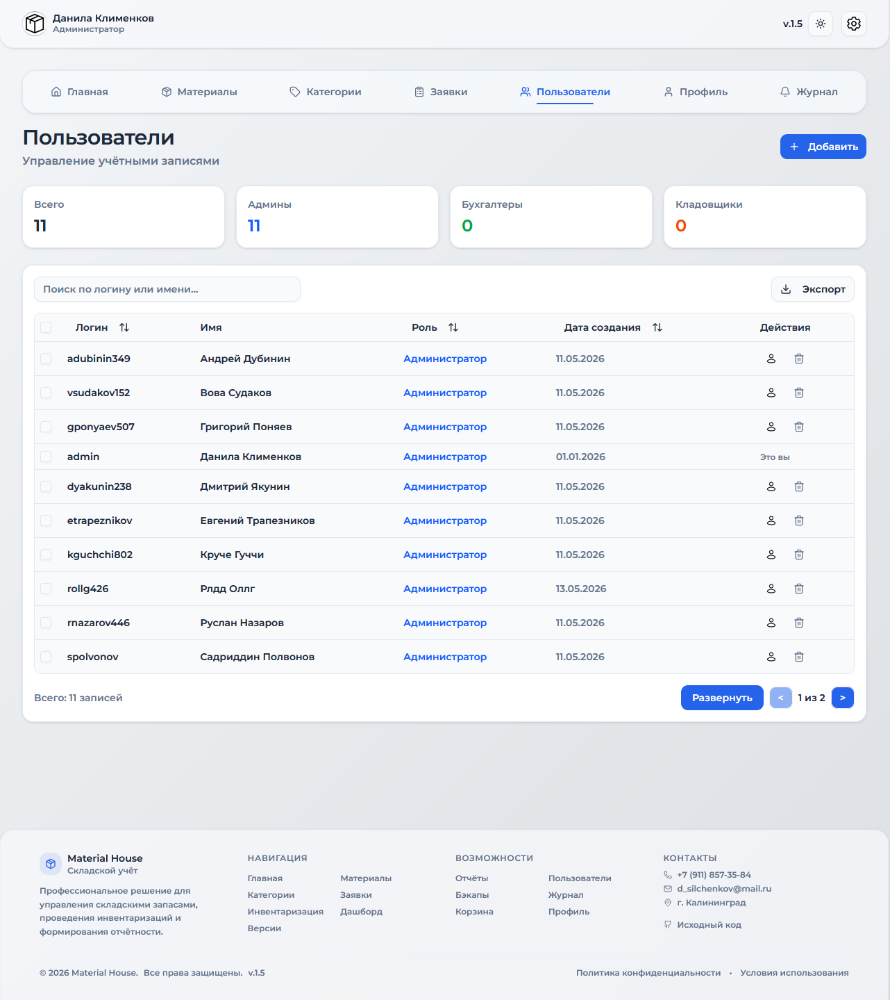 Данила Клименков
Администратор
v.1.5
Главная
Материалы
Категории
Заявки
Пользователи
Профиль
Журнал
Пользователи
Управление учётными записями
Добавить
Всего
11
Админы
11
Бухгалтеры
0
Кладовщики
0
Поиск по логину или имени...
Экспорт
Логин Имя Роль Дата создания Действия
adubinin349 Андрей Дубинин Администратор 11.05.2026
vsudakov152 Вова Судаков Администратор 11.05.2026
gponyaev507 Григорий Поняев Администратор 11.05.2026
admin Данила Клименков Администратор 01.01.2026 Это вы
dyakunin238 Дмитрий Якунин Администратор 11.05.2026
etrapeznikov Евгений Трапезников Администратор 11.05.2026
kguchchi802 Круче Гуччи Администратор 11.05.2026
rollg426 Рлдд Оллг Администратор 13.05.2026
rnazarov446 Руслан Назаров Администратор 11.05.2026
spolvonov Садриддин Полвонов Администратор 11.05.2026
Всего: 11 записей
Развернуть < 1 из 2 >
Material House
Складской учёт
Профессиональное решение для
управления складскими запасами,
проведения инвентаризаций и
формирования отчётности.
НАВИГАЦИЯ
Главная Материалы
Категории Заявки
Инвентаризация Дашборд
Версии
ВОЗМОЖНОСТИ
Отчёты Пользователи
Бэкапы Журнал
Корзина Профиль
КОНТАКТЫ
+7 (911) 857-35-84
d_silchenkov@mail.ru
г. Калининград
Исходный код
© 2026 Material House. Все права защищены. v.1.5
Политика конфиденциальности • Условия использования